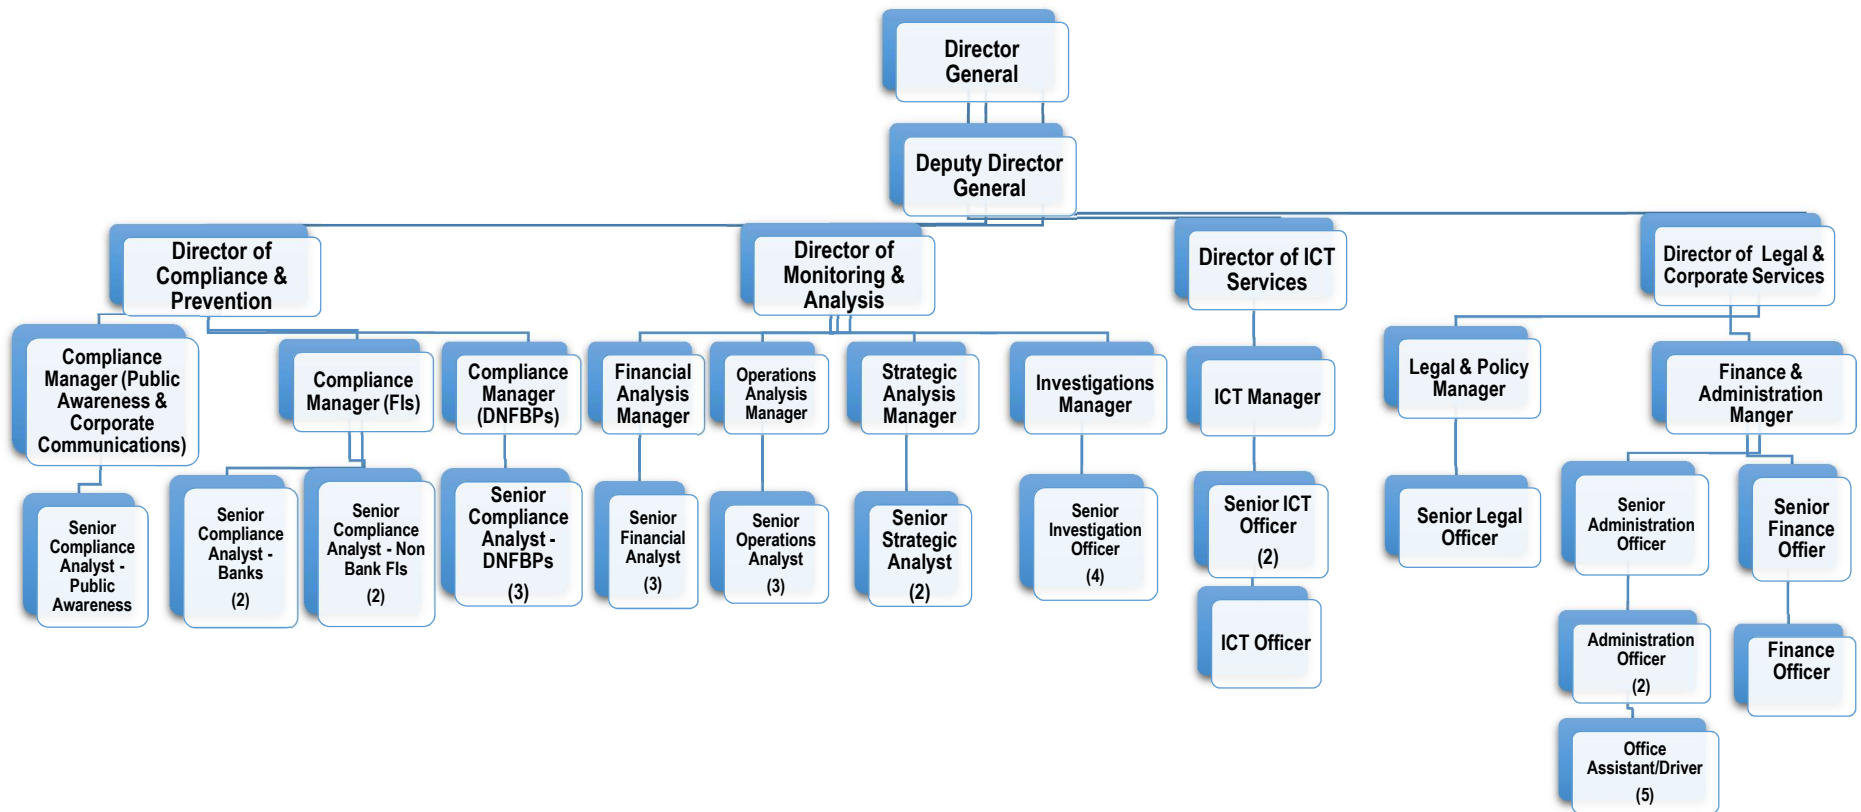 Director
General
Deputy Director
General
Director of
Compliance &
Prevention
Director of
Monitoring &
Analysis
Director of ICT
Services
Director of Legal &
Corporate Services
Compliance
Manager (Public
Awareness &
Corporate
Communications)
Compliance
Manager (FIs)
Compliance
Manager
(DNFBPs)
Financial
Analysis
Manager
Operations
Analysis
Manager
Strategic
Analysis
Manager
Investigations
Manager
ICT Manager
Legal & Policy
Manager
Finance &
Administration
Manger
Senior
Compliance
Analyst -
Public
Awareness
Senior
Compliance
Analyst -
Banks
(2)
Senior
Compliance
Analyst - Non
Bank FIs
(2)
Senior
Compliance
Analyst -
DNFBPs
(3)
Senior
Financial
Analyst
(3)
Senior
Operations
Analyst
(3)
Senior
Strategic
Analyst
(2)
Senior
Investigation
Officer
(4)
Senior ICT
Officer
(2)
Senior Legal
Officer
Senior
Administration
Officer
Senior
Finance
Offier
ICT Officer
Administration
Officer
(2)
Finance
Officer
Office
Assistant/Driver
(5)